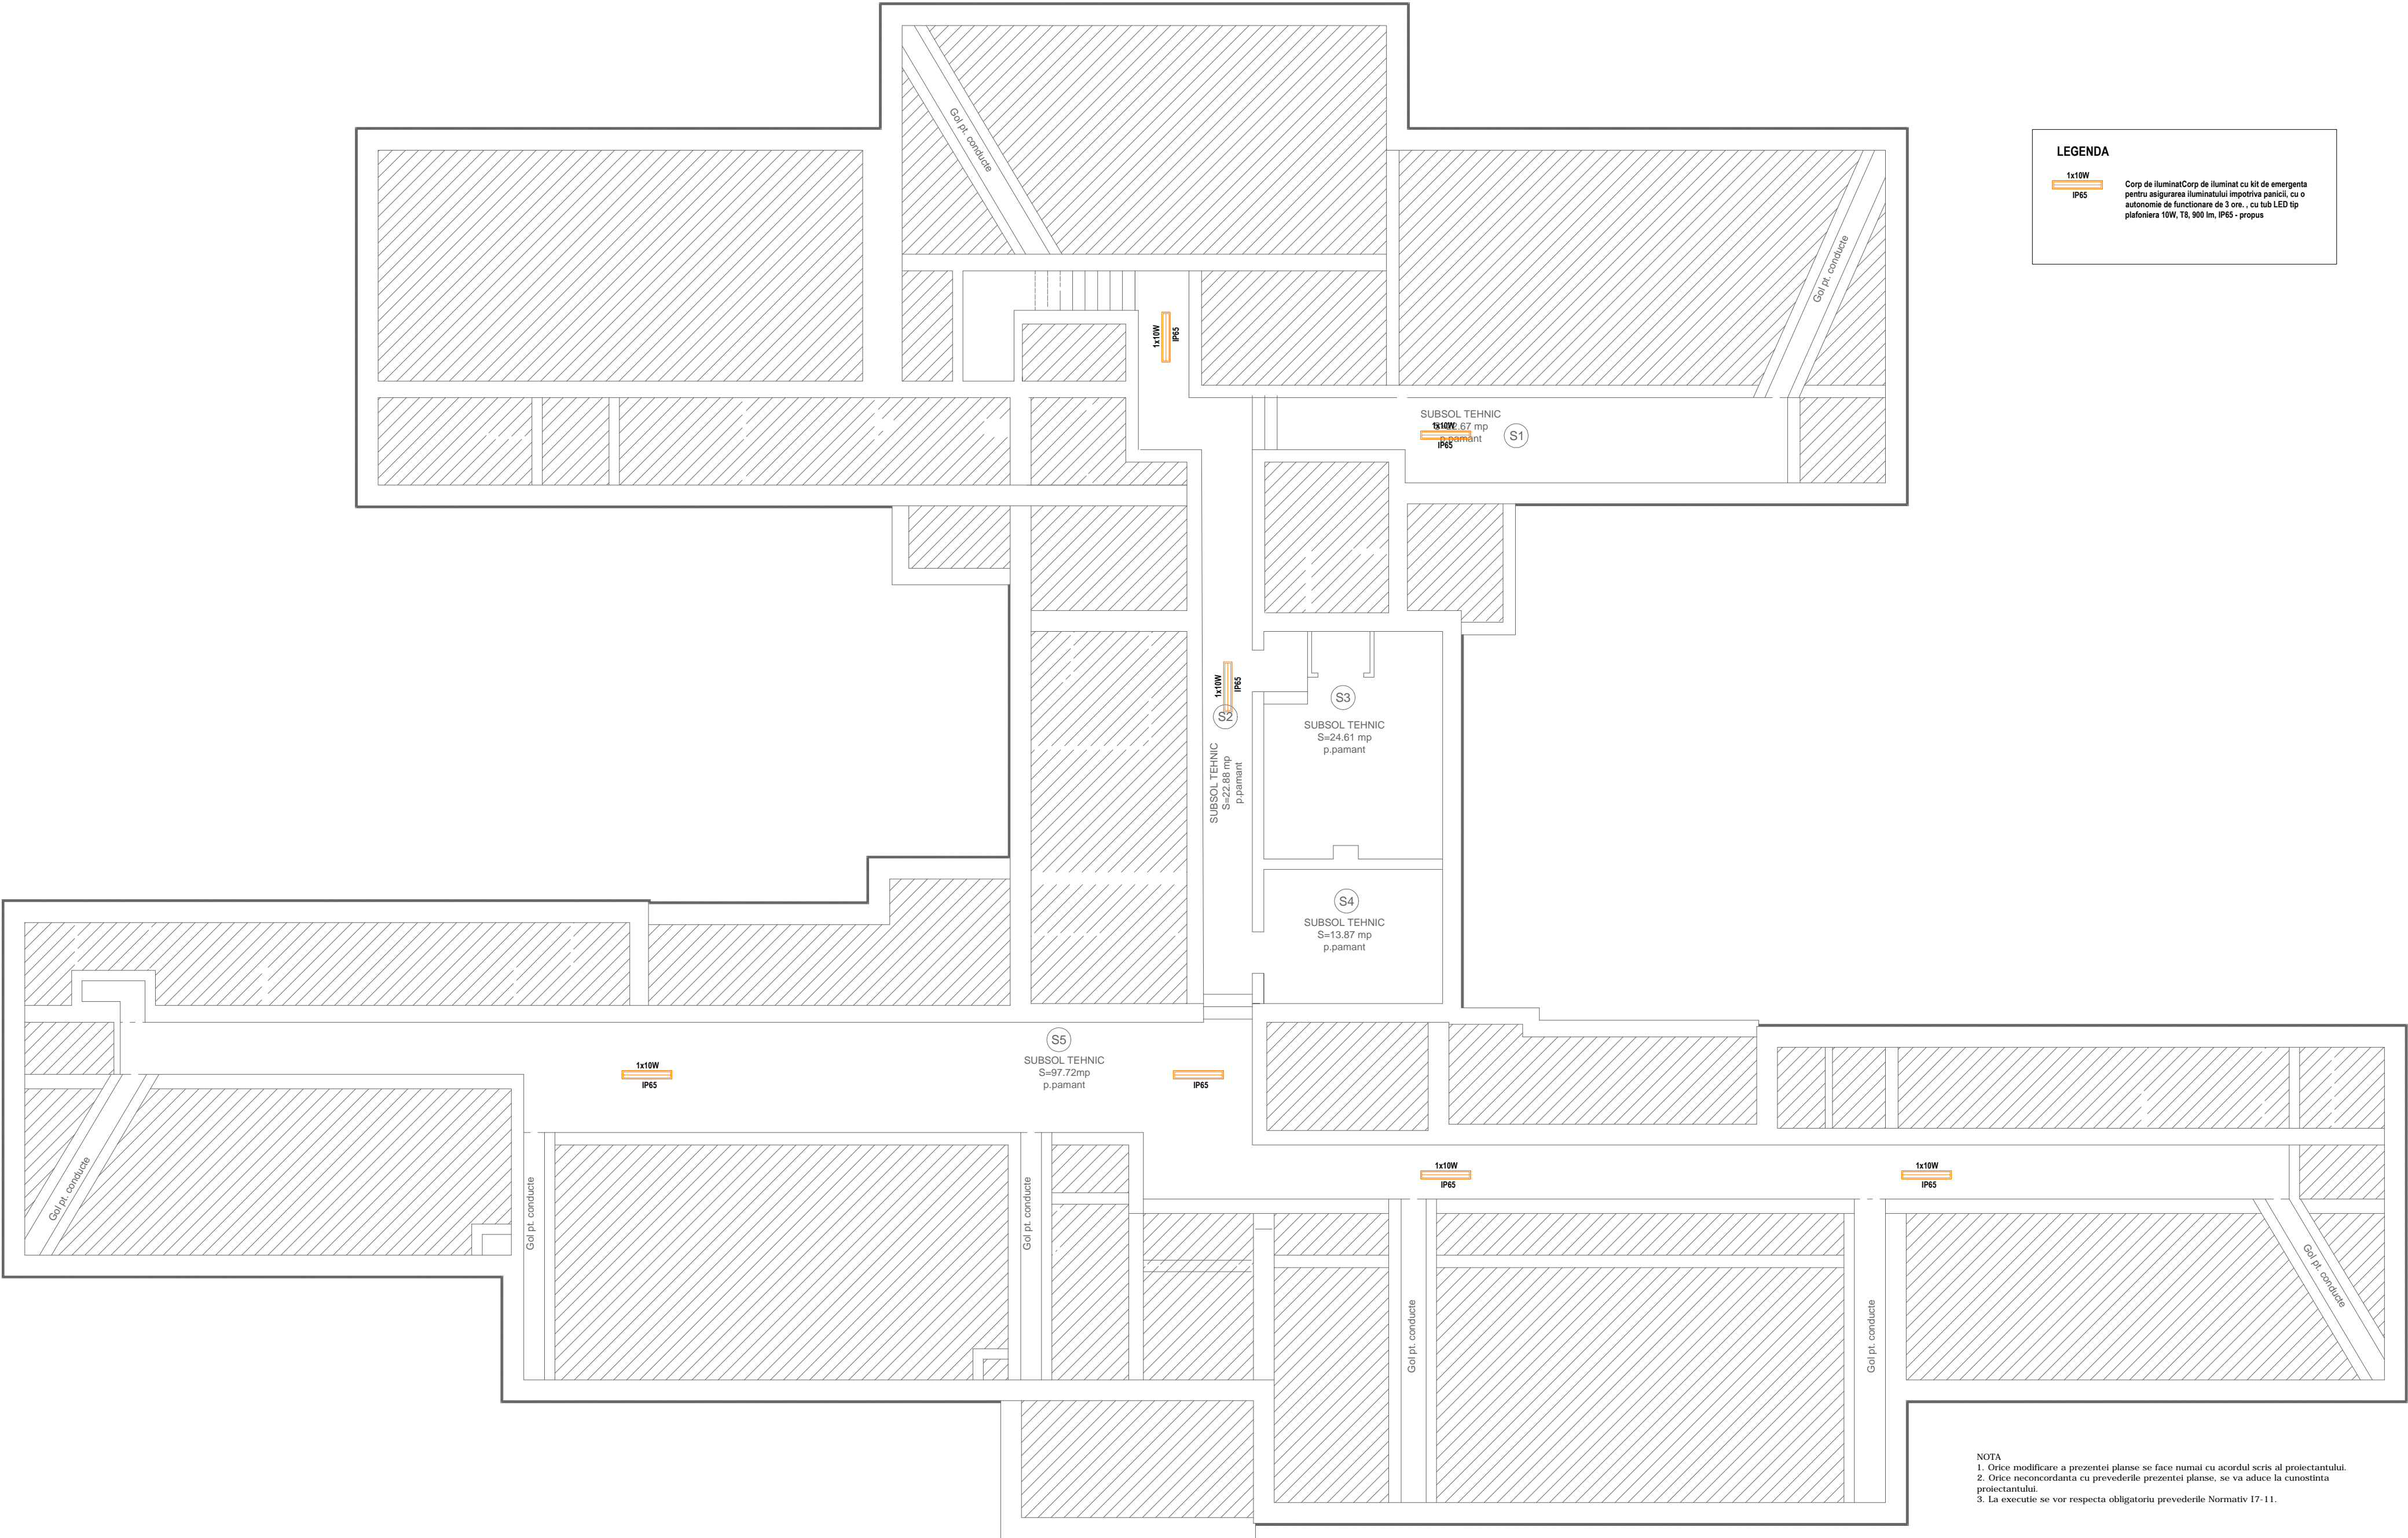 LEGENDA
1x10W
IP65
Corp de iluminatCorp de iluminat cu kit de emergenta
pentru asigurarea iluminatului impotriva panicii, cu o
autonomie de functionare de 3 ore. , cu tub LED tip
plafoniera 10W, T8, 900 lm, IP65 - propus
Gol pt. conducte
Gol pt. conducte
1x10W
IP65
SUBSOL TEHNIC
1x10W
.67 mp
p.pamant
IP65
S1
1x10W
IP65
S2
SUBSOL TEHNIC
S=22.88 mp
p.pamant
S3
SUBSOL TEHNIC
S=24.61 mp
p.pamant
S4
SUBSOL TEHNIC
S=13.87 mp
p.pamant
S5
SUBSOL TEHNIC
S=97.72mp
p.pamant
1x10W
IP65
IP65
1x10W
IP65
1x10W
IP65
Gol pt. conducte
Gol pt. conducte
Gol pt. conducte
Gol pt. conducte
Gol pt. conducte
Gol pt. conducte
NOTA
1. Orice modificare a prezentei planse se face numai cu acordul scris al proiectantului.
2. Orice neconcordanta cu prevederile prezentei planse, se va aduce la cunostinta
proiectantului.
3. La executie se vor respecta obligatoriu prevederile Normativ I7-11.